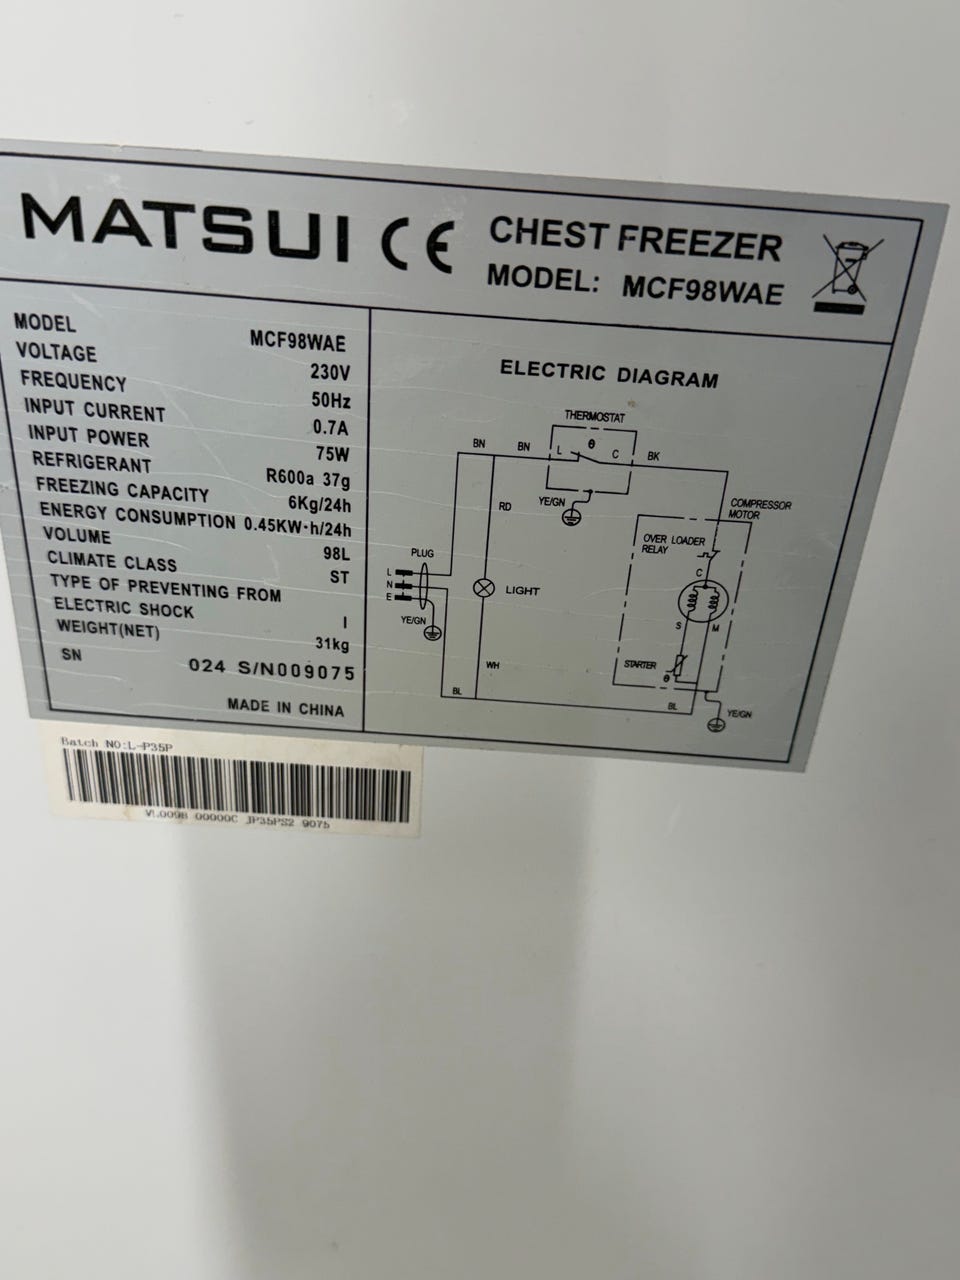 MATSUI CE
CHEST FREEZER
MODEL: MCF98WAE
MODEL MCF98WAE
VOLTAGE 230V
FREQUENCY 50Hz
INPUT CURRENT 0.7A
INPUT POWER 75W
REFRIGERANT R600a 37g
FREEZING CAPACITY 6Kg/24h
ENERGY CONSUMPTION 0.45KW·h/24h
VOLUME 98L
CLIMATE CLASS ST
TYPE OF PREVENTING FROM
ELECTRIC SHOCK I
WEIGHT(NET) 31kg
SN 024 S/N009075
MADE IN CHINA
ELECTRIC DIAGRAM
THERMOSTAT
BN BN L θ C BK
YE/GN
RD
COMPRESSOR
MOTOR
OVER LOADER
RELAY
C
PLUG
L
N
E
LIGHT
YE/GN
S M
STARTER
θ
WH
BL BL
YE/GN
Batch NO:L-P35P
VL009B 00000C JP35PS2 9075